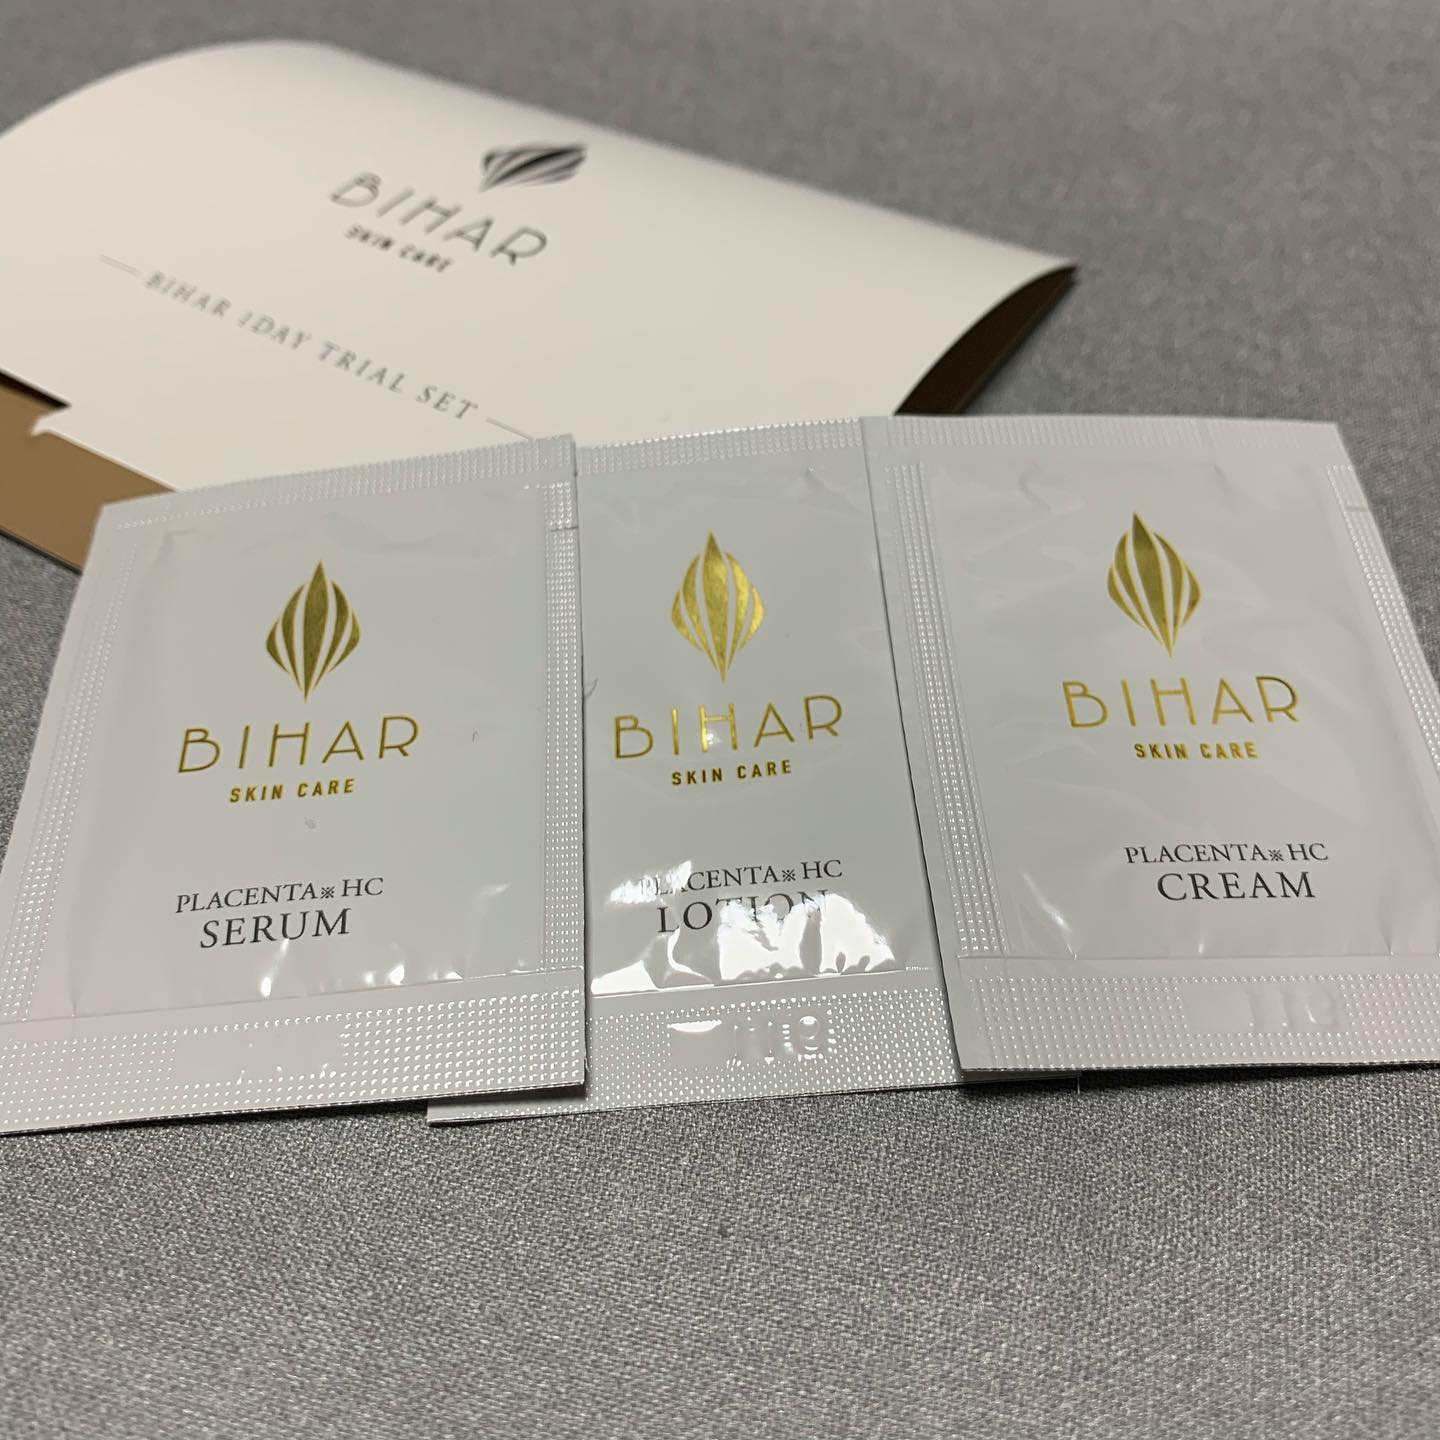 BIHAR
SKIN CARE
BIHAR 1DAY TRIAL SET
BIHAR
SKIN CARE
PLACENTA※HC
SERUM
BIHAR
SKIN CARE
PLACENTA※HC
LOTION
BIHAR
SKIN CARE
PLACENTA※HC
CREAM